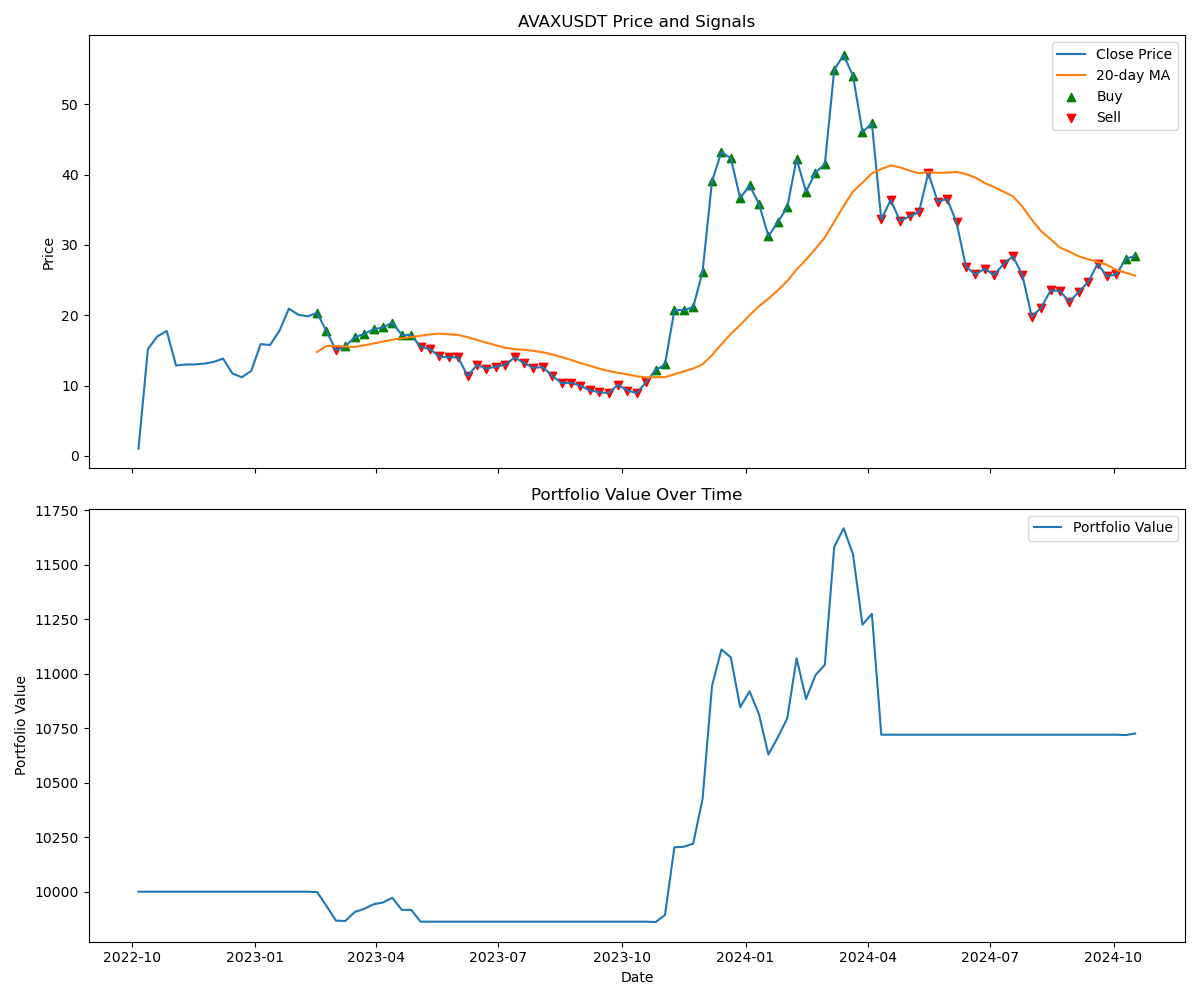 AVAXUSDT Price and Signals
Close Price
20-day MA
Buy
Sell
Price
50
40
30
20
10
0
Portfolio Value Over Time
Portfolio Value
Portfolio Value
11750
11500
11250
11000
10750
10500
10250
10000
2022-10 2023-01 2023-04 2023-07 2023-10 2024-01 2024-04 2024-07 2024-10
Date